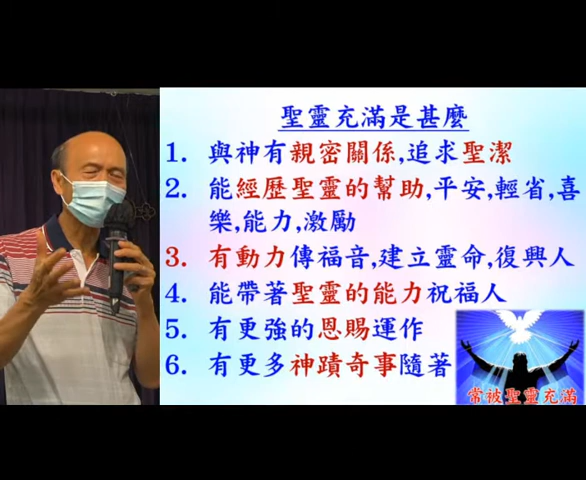 聖靈充滿是甚麼
1. 與神有親密關係,追求聖潔
2. 能經歷聖靈的幫助,平安,輕省,喜
樂,能力,激勵
3. 有動力傳福音,建立靈命,復興人
4. 能帶著聖靈的能力祝福人
5. 有更強的恩賜運作
6. 有更多神蹟奇事隨著
常被聖靈充滿